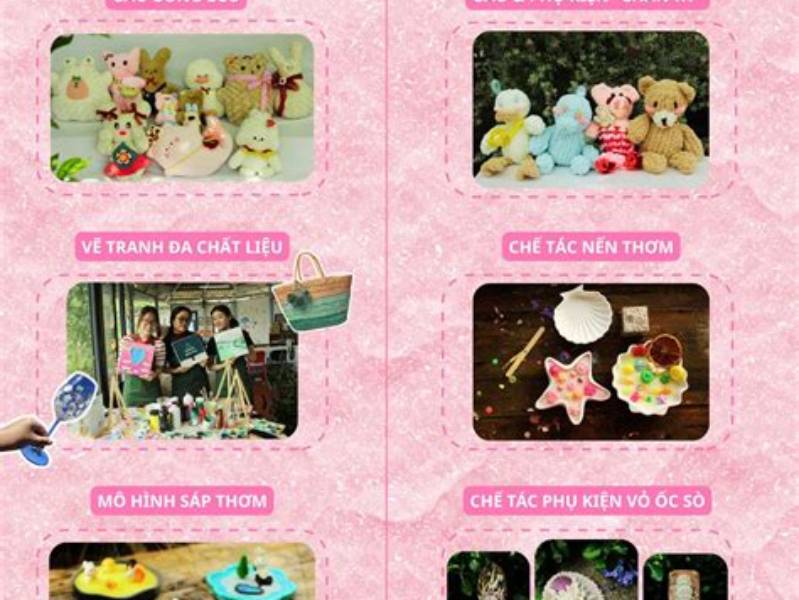 VẼ TRANH ĐA CHẤT LIỆU
CHẾ TÁC NẾN THƠM
MÔ HÌNH SÁP THƠM
CHẾ TÁC PHỤ KIỆN VỎ ỐC SÒ